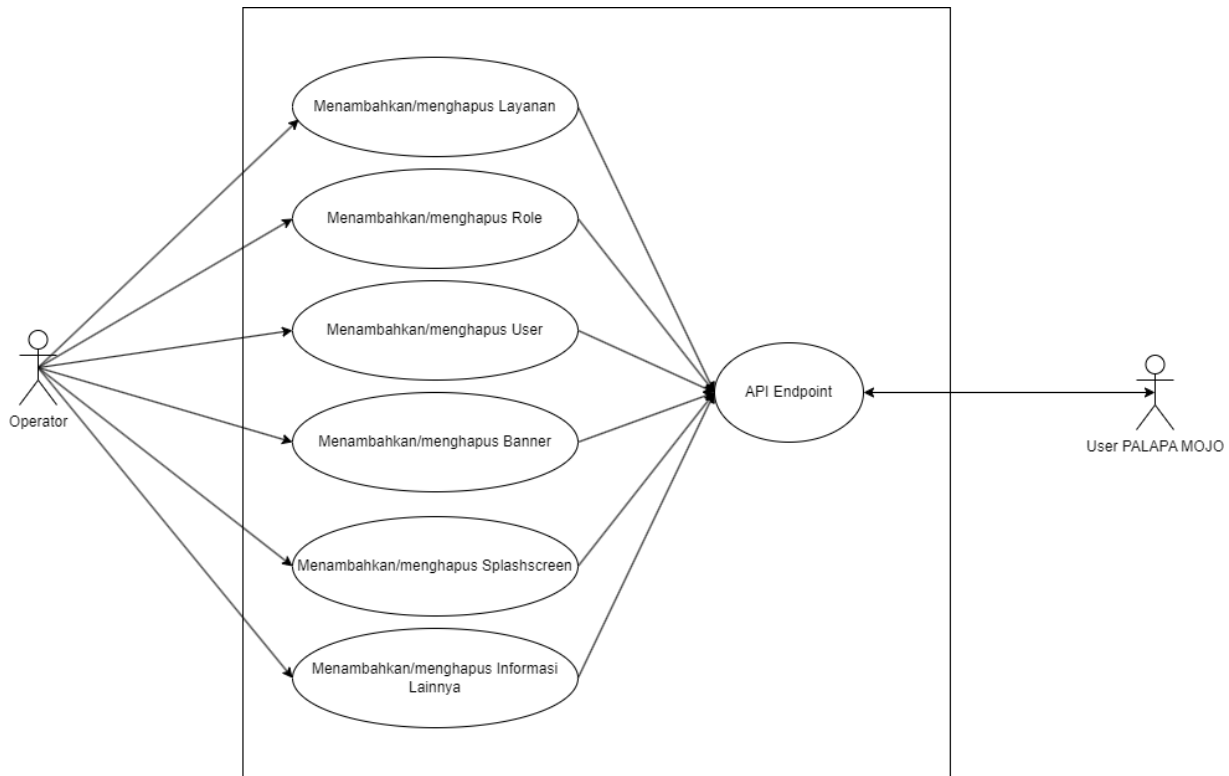 Menambahkan/menghapus Layanan
Menambahkan/menghapus Role
Menambahkan/menghapus User
Operator
Menambahkan/menghapus Banner
Menambahkan/menghapus Splashscreen
Menambahkan/menghapus Informasi
Lainnya
API Endpoint
User PALAPA MOJO